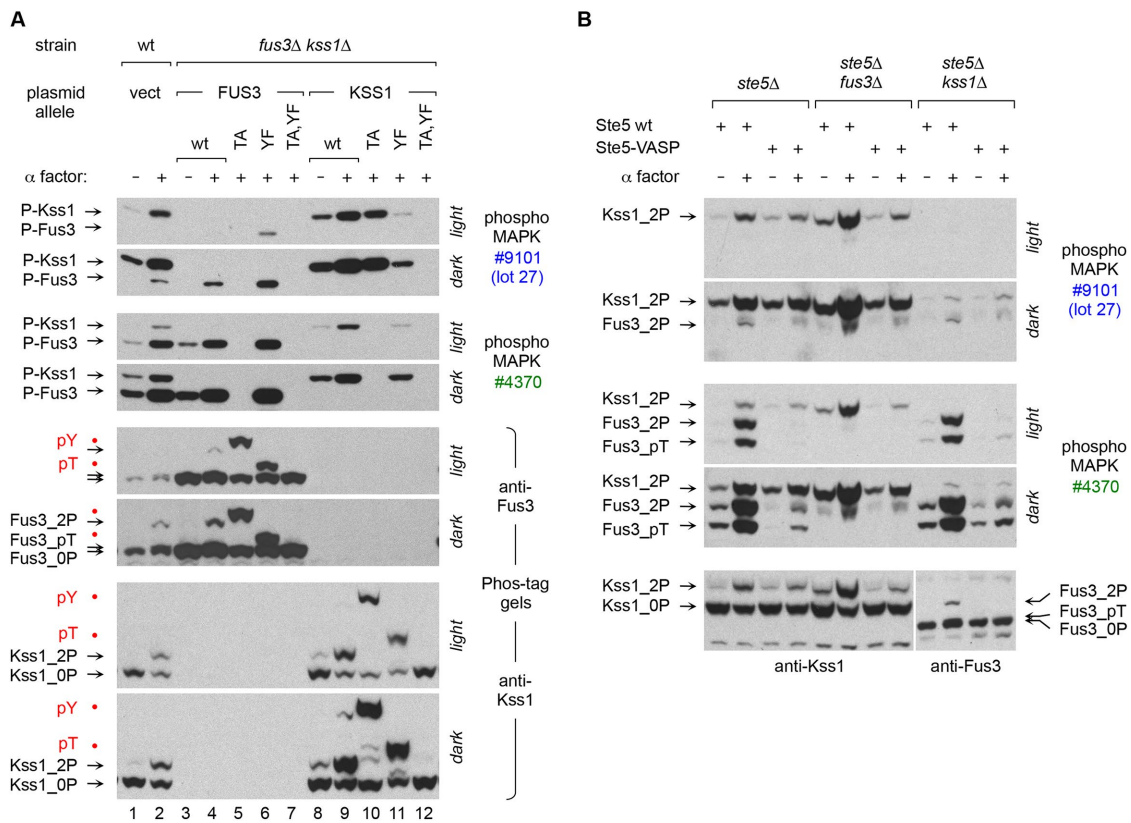 A
strain wt fus3Δ kss1Δ
plasmid allele vect FUS3 KSS1
wt TA YF TA,YF wt TA YF TA,YF
α factor: – + – + + + + – + + + +
P-Kss1
P-Fus3
light
P-Kss1
P-Fus3
dark
phospho
MAPK
#9101
(lot 27)
P-Kss1
P-Fus3
light
P-Kss1
P-Fus3
dark
phospho
MAPK
#4370
pY
pT
light
Fus3_2P
Fus3_pT
Fus3_0P
dark
anti-
Fus3
Phos-tag
gels
pY
pT
Kss1_2P
Kss1_0P
light
pY
pT
Kss1_2P
Kss1_0P
dark
anti-
Kss1
1 2 3 4 5 6 7 8 9 10 11 12
B
ste5Δ
ste5Δ
fus3Δ
ste5Δ
kss1Δ
Ste5 wt + + + + + +
Ste5-VASP + + + + + +
α factor – + – + – + – + – + – +
Kss1_2P
light
Kss1_2P
Fus3_2P
dark
phospho
MAPK
#9101
(lot 27)
Kss1_2P
Fus3_2P
Fus3_pT
light
Kss1_2P
Fus3_2P
Fus3_pT
dark
phospho
MAPK
#4370
Kss1_2P
Kss1_0P
Fus3_2P
Fus3_pT
Fus3_0P
anti-Kss1 anti-Fus3